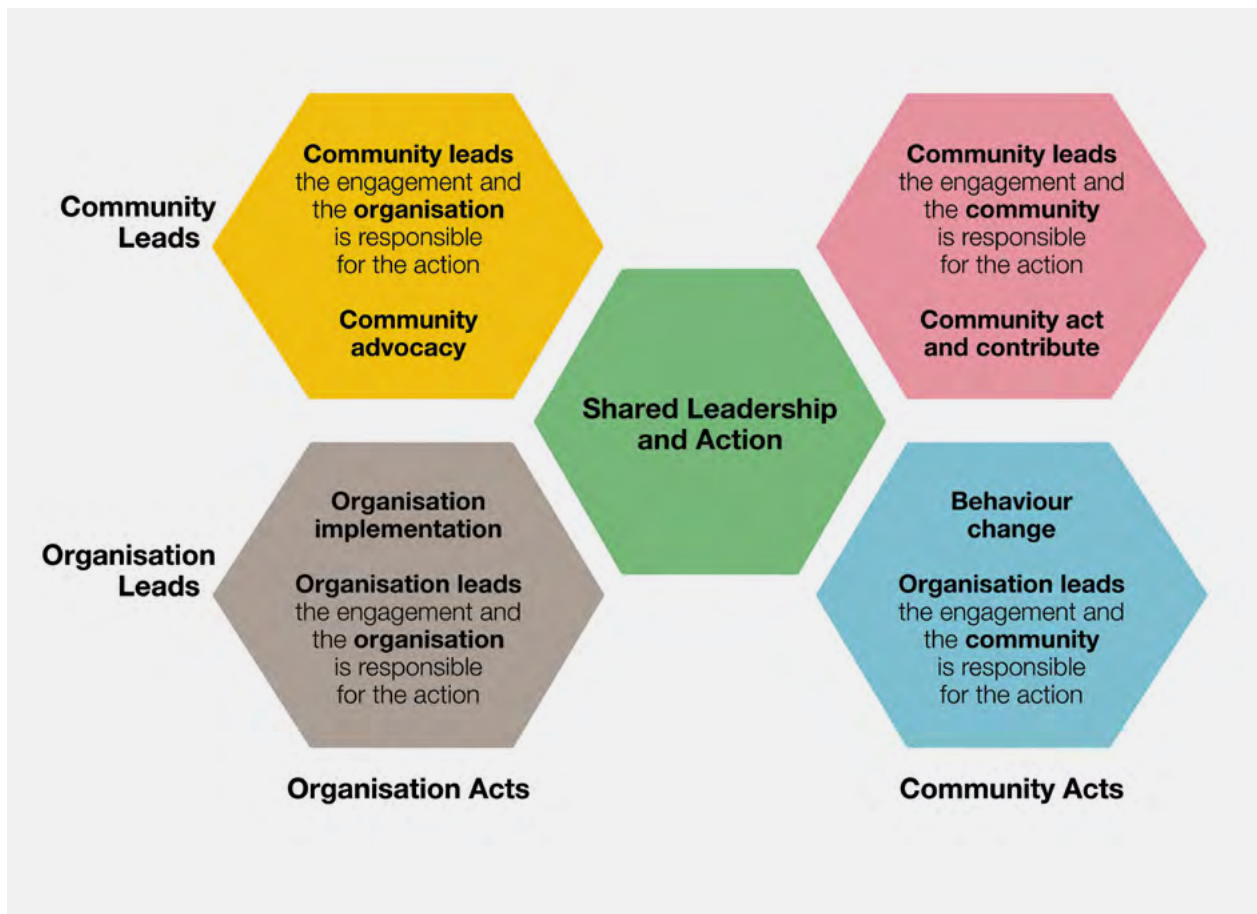 Community
Leads
Community leads
the engagement and
the organisation
is responsible
for the action
Community
advocacy
Community leads
the engagement and
the community
is responsible
for the action
Community act
and contribute
Shared Leadership
and Action
Organisation
Leads
Organisation
implementation
Organisation leads
the engagement and
the organisation
is responsible
for the action
Behaviour
change
Organisation leads
the engagement and
the community
is responsible
for the action
Organisation Acts
Community Acts